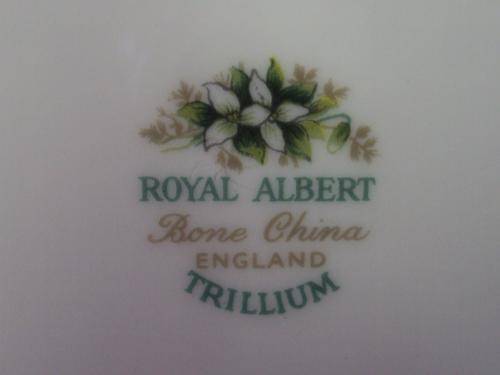 ROYAL ALBERT
Bone China
ENGLAND
TRILLIUM